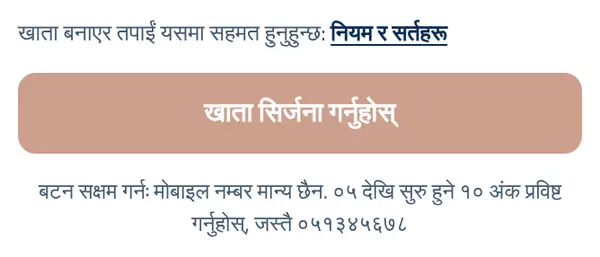 खाता बनाएर तपाईं यसमा सहमत हुनुहुन्छ: नियम र सर्तहरू
खाता सिर्जना गर्नुहोस्
बटन सक्षम गर्नः मोबाइल नम्बर मान्य छैन. ०५ देखि सुरु हुने १० अंक प्रविष्ट
गर्नुहोस्, जस्तै ०५१३४५६७८